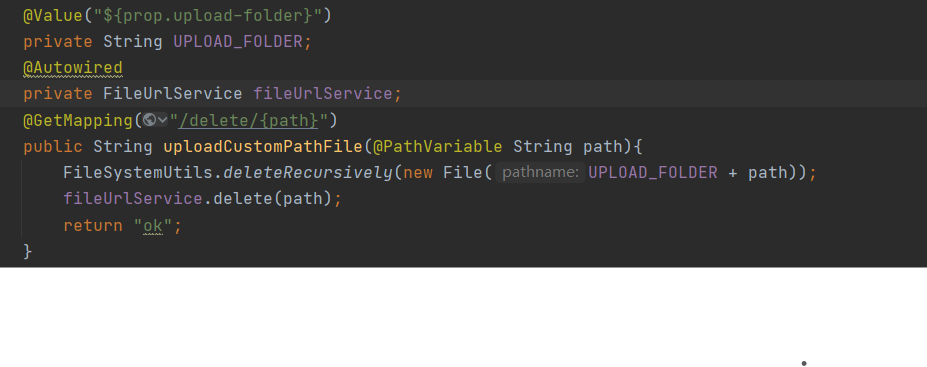 @Value("${prop.upload-folder}")
private String UPLOAD_FOLDER;
@Autowired
private FileUrlService fileUrlService;
@GetMapping("/delete/{path}")
public String uploadCustomPathFile(@PathVariable String path){
FileSystemUtils.deleteRecursively(new File( pathname: UPLOAD_FOLDER + path));
fileUrlService.delete(path);
return "ok";
}